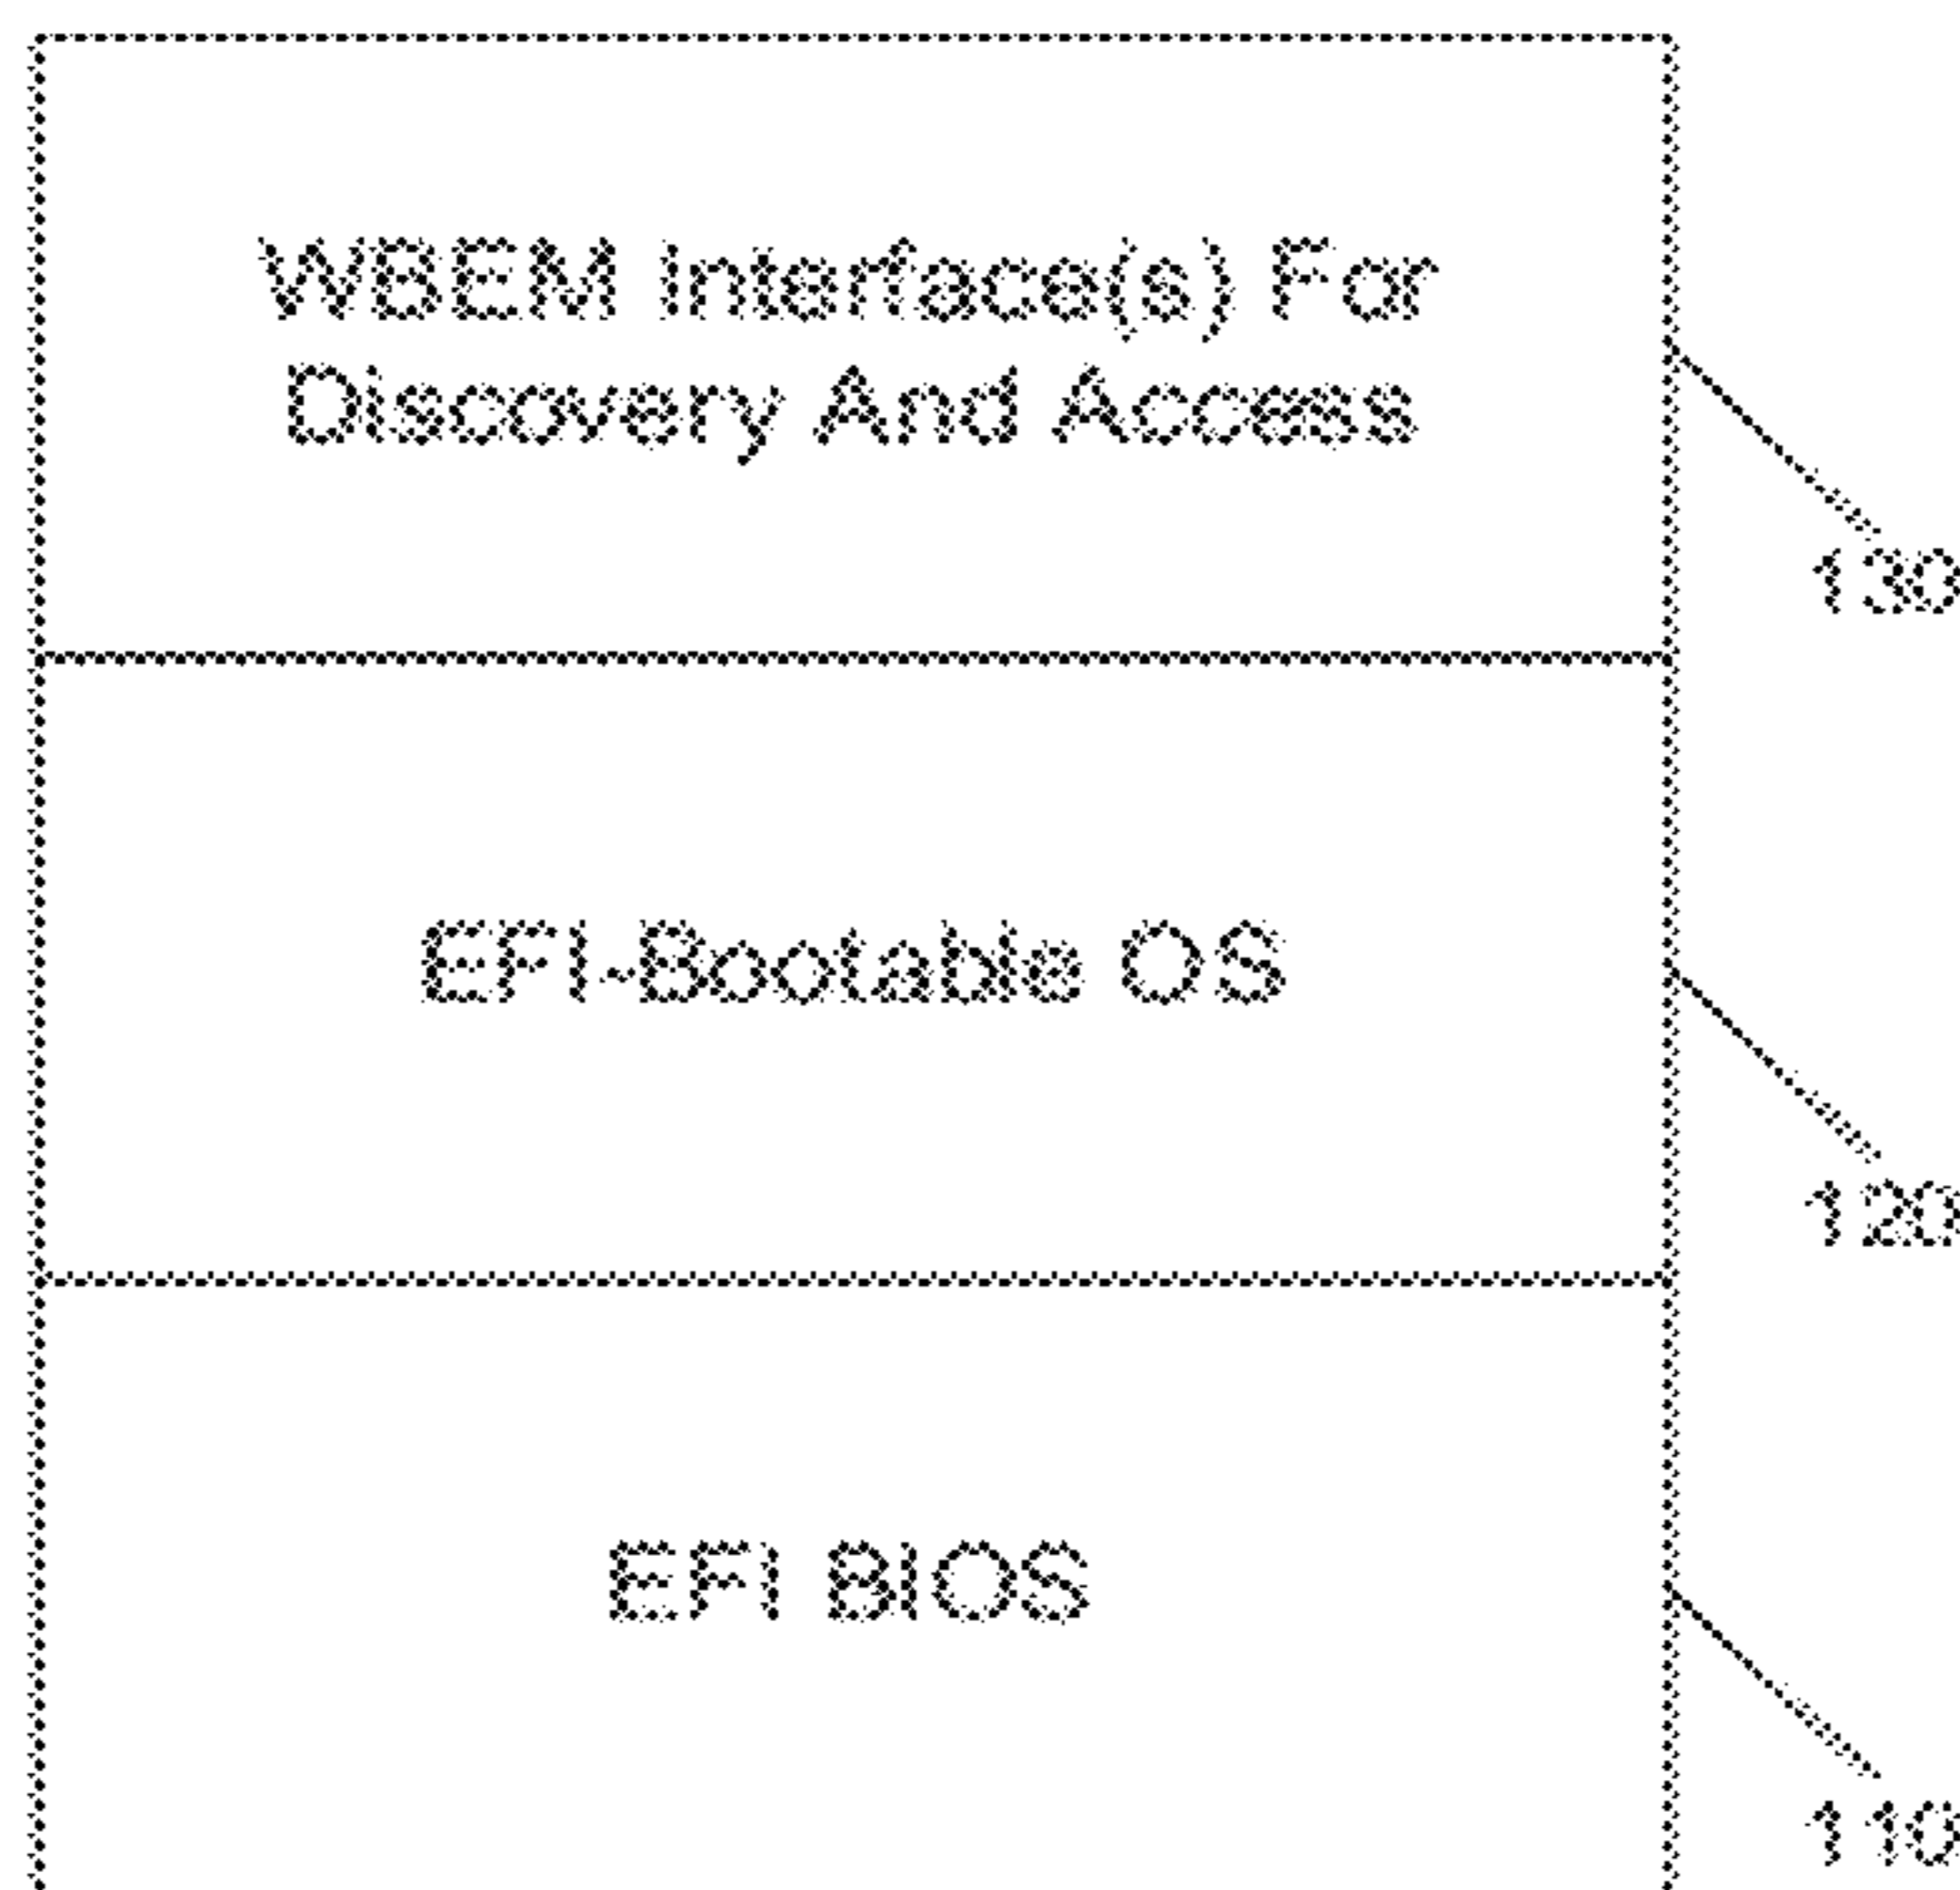 WBEM Interface(s) For
Discovery And Access
130
EFI-Bootable OS
120
EFI BIOS
110